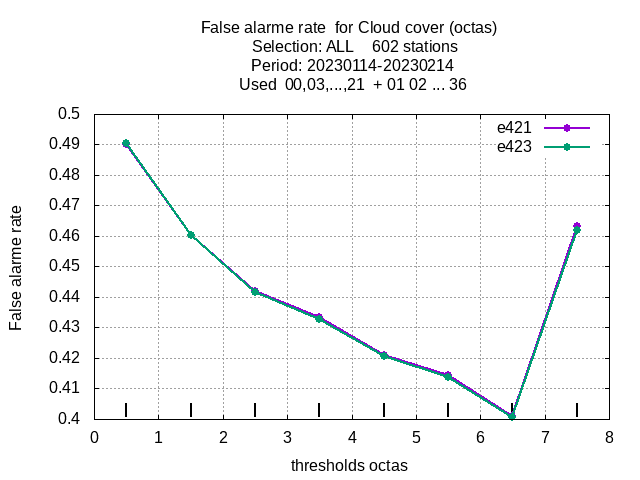 False alarme rate  for Cloud cover (octas)
Selection: ALL    602 stations
Period: 20230114-20230214
Used  00,03,...,21  + 01 02 ... 36
e421
e423
0.5
0.49
0.48
0.47
0.46
0.45
0.44
0.43
0.42
0.41
0.4
False alarme rate
0 1 2 3 4 5 6 7 8
thresholds octas